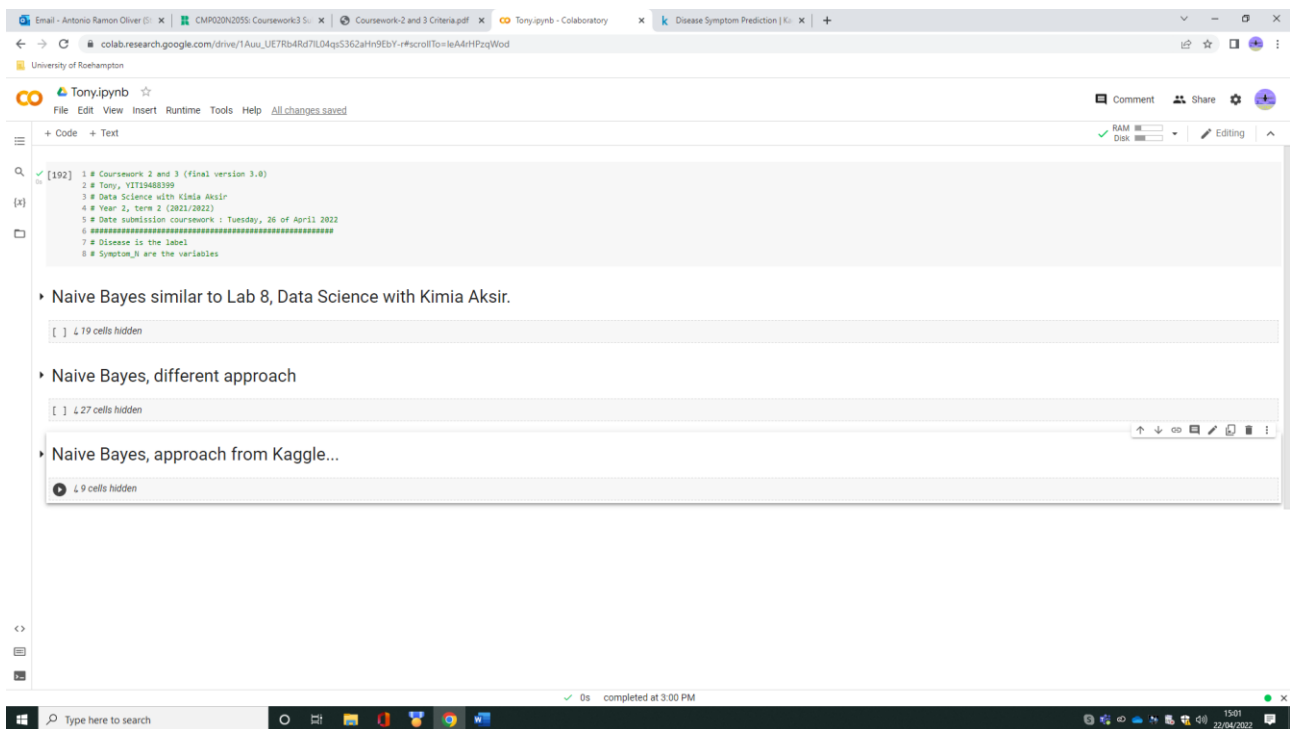 Email - Antonio Ramon Oliver (St
CMP020N205S: Coursework:3 Su
Coursework-2 and 3 Criteria.pdf
Tony.ipynb - Colaboratory
Disease Symptom Prediction | Ka
colab.research.google.com/drive/1Auu_UE7Rb4Rd7IL04qsS362aHn9EbY-r#scrollTo=leA4rHPzqWod
University of Roehampton
Tony.ipynb
File Edit View Insert Runtime Tools Help All changes saved
Comment Share
+ Code + Text
RAM
Disk
Editing
[192] 1 # Coursework 2 and 3 (final version 3.0)
0s 2 # Tony, YIT19488399
3 # Data Science with Kimia Aksir
4 # Year 2, term 2 (2021/2022)
5 # Date submission coursework : Tuesday, 26 of April 2022
6 #########################################################
7 # Disease is the label
8 # Symptom_N are the variables
Naive Bayes similar to Lab 8, Data Science with Kimia Aksir.
[ ] ↳ 19 cells hidden
Naive Bayes, different approach
[ ] ↳ 27 cells hidden
Naive Bayes, approach from Kaggle...
↳ 9 cells hidden
0s completed at 3:00 PM
Type here to search
15:01
22/04/2022